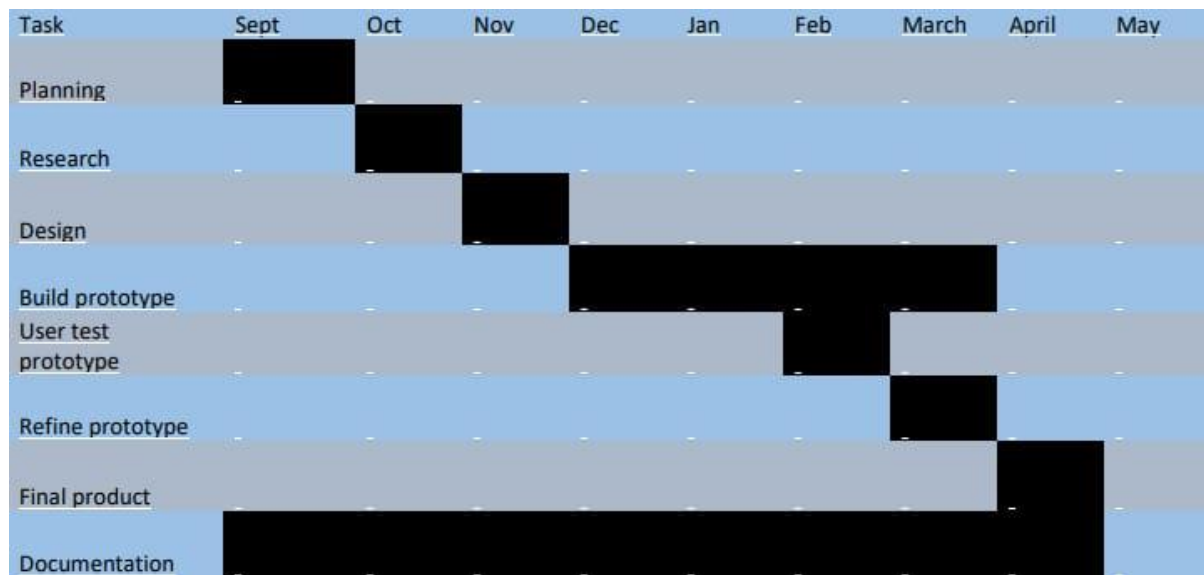 Task Sept Oct Nov Dec Jan Feb March April May
Planning
Research
Design
Build prototype
User test
prototype
Refine prototype
Final product
Documentation